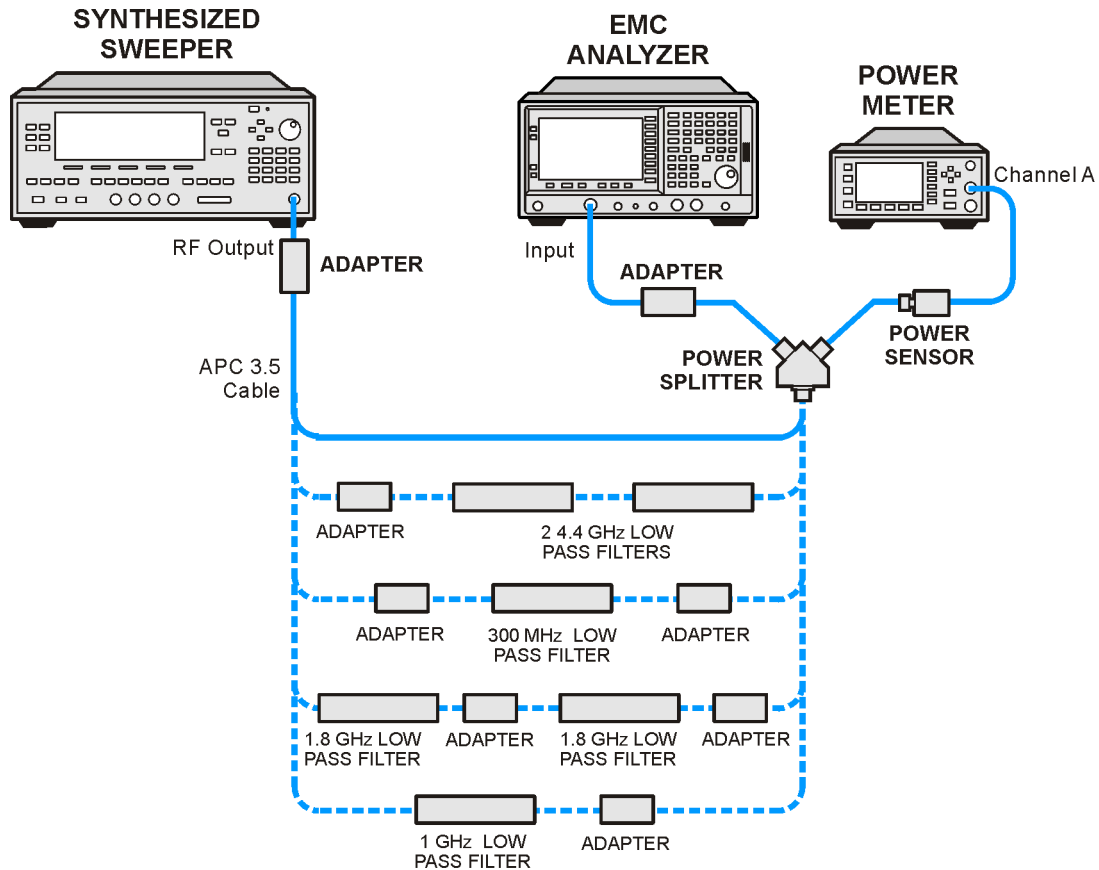 SYNTHESIZED
SWEEPER
EMC
ANALYZER
POWER
METER
Channel A
RF Output
ADAPTER
Input
ADAPTER
POWER
SENSOR
POWER
SPLITTER
APC 3.5
Cable
ADAPTER
2 4.4 GHz LOW
PASS FILTERS
ADAPTER
300 MHz LOW
PASS FILTER
ADAPTER
1.8 GHz LOW
PASS FILTER
ADAPTER
1.8 GHz LOW
PASS FILTER
ADAPTER
1 GHz LOW
PASS FILTER
ADAPTER